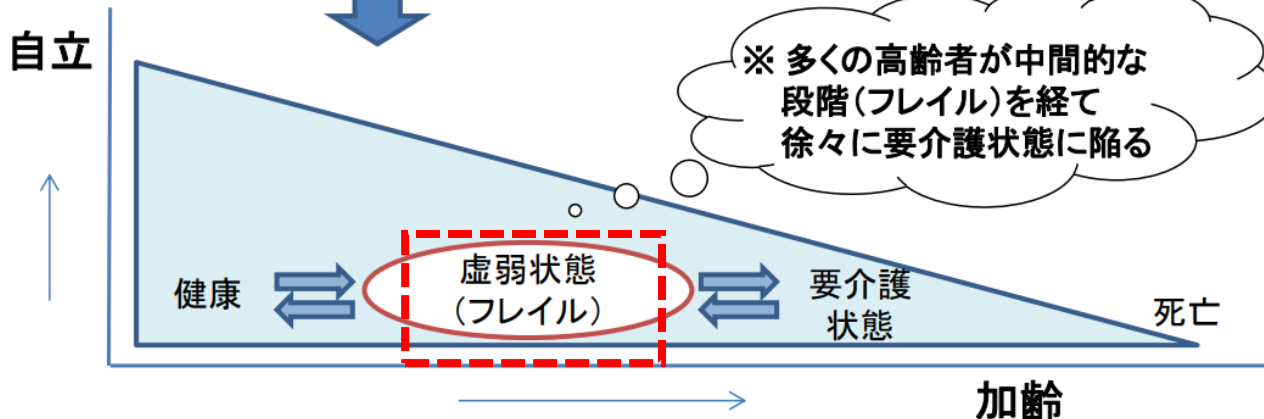 自立
※ 多くの高齢者が中間的な
段階(フレイル)を経て
徐々に要介護状態に陥る
健康
虚弱状態
(フレイル)
要介護
状態
死亡
加齢